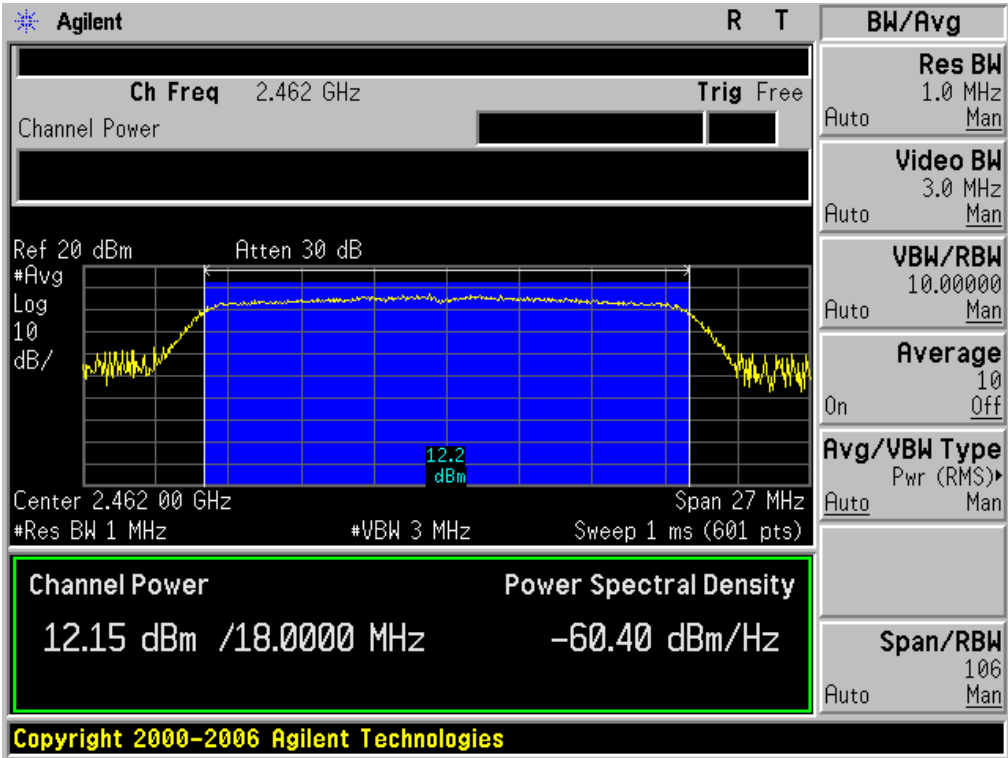 Agilent R T
Ch Freq 2.462 GHz Trig Free
Channel Power
Ref 20 dBm Atten 30 dB
#Avg
Log
10
dB/
12.2
dBm
Center 2.462 00 GHz Span 27 MHz
#Res BW 1 MHz #VBW 3 MHz Sweep 1 ms (601 pts)
Channel Power Power Spectral Density
12.15 dBm /18.0000 MHz -60.40 dBm/Hz
Copyright 2000-2006 Agilent Technologies
BW/Avg
Res BW
1.0 MHz
Auto Man
Video BW
3.0 MHz
Auto Man
VBW/RBW
10.00000
Auto Man
Average
10
On Off
Avg/VBW Type
Pwr (RMS)▸
Auto Man
Span/RBW
106
Auto Man